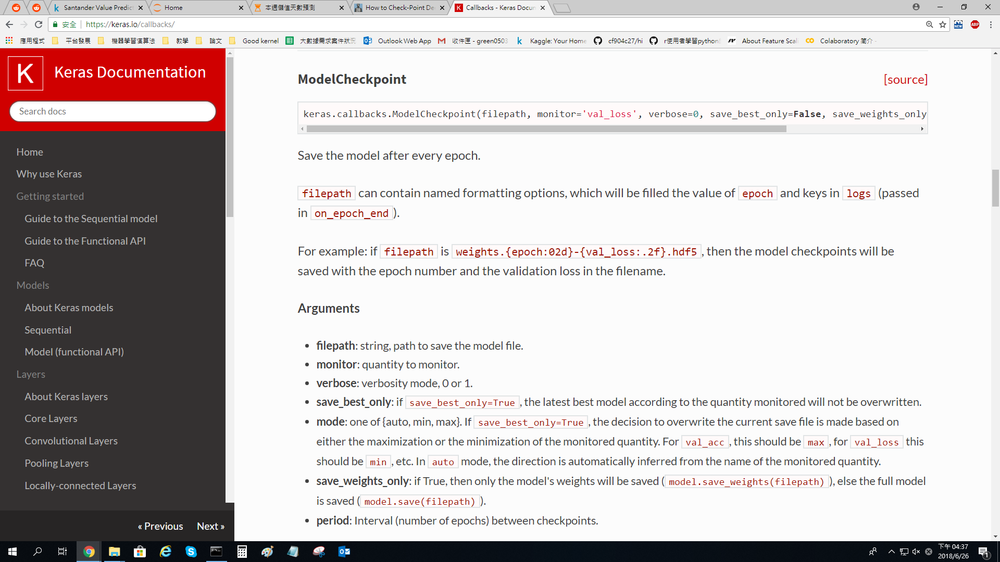 Santander Value Predict
Home
本週儲值天數預測
How to Check-Point De
Callbacks - Keras Docum
安全
https://keras.io/callbacks/
NEW
ABP
應用程式
平台發展
機器學習演算法
教學
論文
Good kernel
大數據需求案件狀況
Outlook Web App
收件匣 - green0503
Kaggle: Your Home
cf904c27/hi
r使用者學習python
About Feature Scali
Colaboratory 簡介 -
K
Keras Documentation
Search docs
Home
Why use Keras
Getting started
Guide to the Sequential model
Guide to the Functional API
FAQ
Models
About Keras models
Sequential
Model (functional API)
Layers
About Keras layers
Core Layers
Convolutional Layers
Pooling Layers
Locally-connected Layers
« Previous
Next »
ModelCheckpoint
[source]
keras.callbacks.ModelCheckpoint(filepath, monitor='val_loss', verbose=0, save_best_only=False, save_weights_only
Save the model after every epoch.
filepath can contain named formatting options, which will be filled the value of epoch and keys in logs (passed
in on_epoch_end ).
For example: if filepath is weights.{epoch:02d}-{val_loss:.2f}.hdf5 , then the model checkpoints will be
saved with the epoch number and the validation loss in the filename.
Arguments
• filepath: string, path to save the model file.
• monitor: quantity to monitor.
• verbose: verbosity mode, 0 or 1.
• save_best_only: if save_best_only=True , the latest best model according to the quantity monitored will not be overwritten.
• mode: one of {auto, min, max}. If save_best_only=True , the decision to overwrite the current save file is made based on
either the maximization or the minimization of the monitored quantity. For val_acc , this should be max , for val_loss this
should be min , etc. In auto mode, the direction is automatically inferred from the name of the monitored quantity.
• save_weights_only: if True, then only the model's weights will be saved ( model.save_weights(filepath) ), else the full model
is saved ( model.save(filepath) ).
• period: Interval (number of epochs) between checkpoints.
下午 04:37
2018/6/26
1